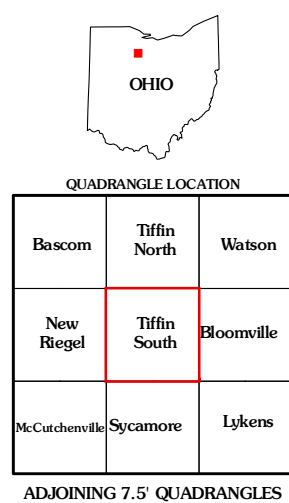 OHIO
QUADRANGLE LOCATION
Bascom
Tiffin
North
Watson
New
Riegel
Tiffin
South
Bloomville
McCutchenville
Sycamore
Lykens
ADJOINING 7.5' QUADRANGLES